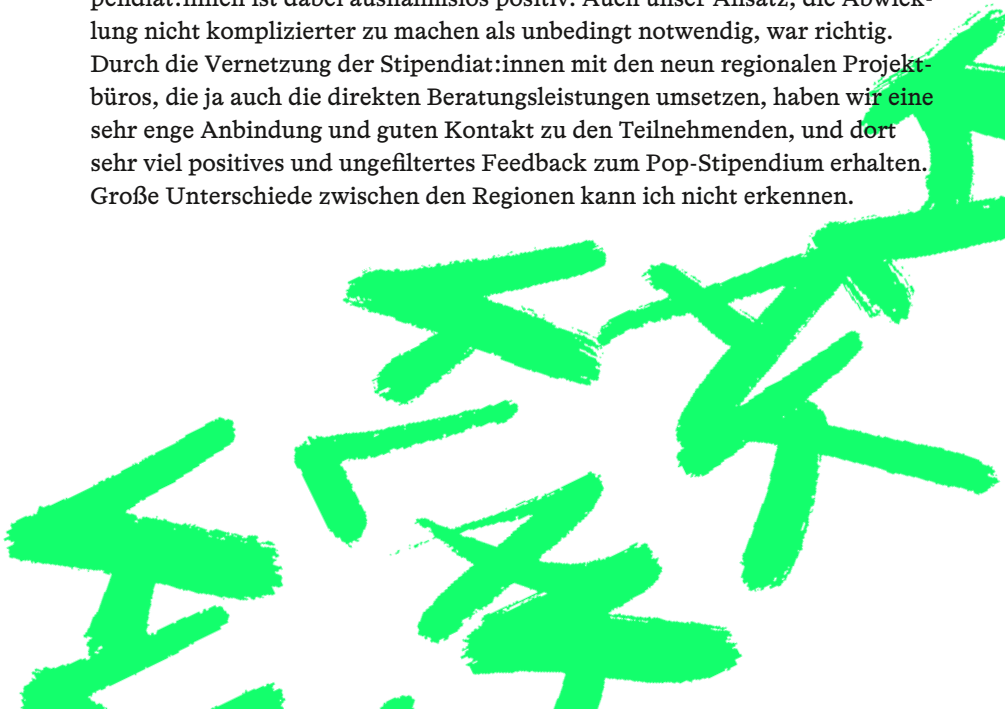 pendiat:innen ist dabei ausnahmslos positiv. Auch unser Ansatz, die Abwick-
lung nicht komplizierter zu machen als unbedingt notwendig, war richtig.
Durch die Vernetzung der Stipendiat:innen mit den neun regionalen Projekt-
büros, die ja auch die direkten Beratungsleistungen umsetzen, haben wir eine
sehr enge Anbindung und guten Kontakt zu den Teilnehmenden, und dort
sehr viel positives und ungefiltertes Feedback zum Pop-Stipendium erhalten.
Große Unterschiede zwischen den Regionen kann ich nicht erkennen.